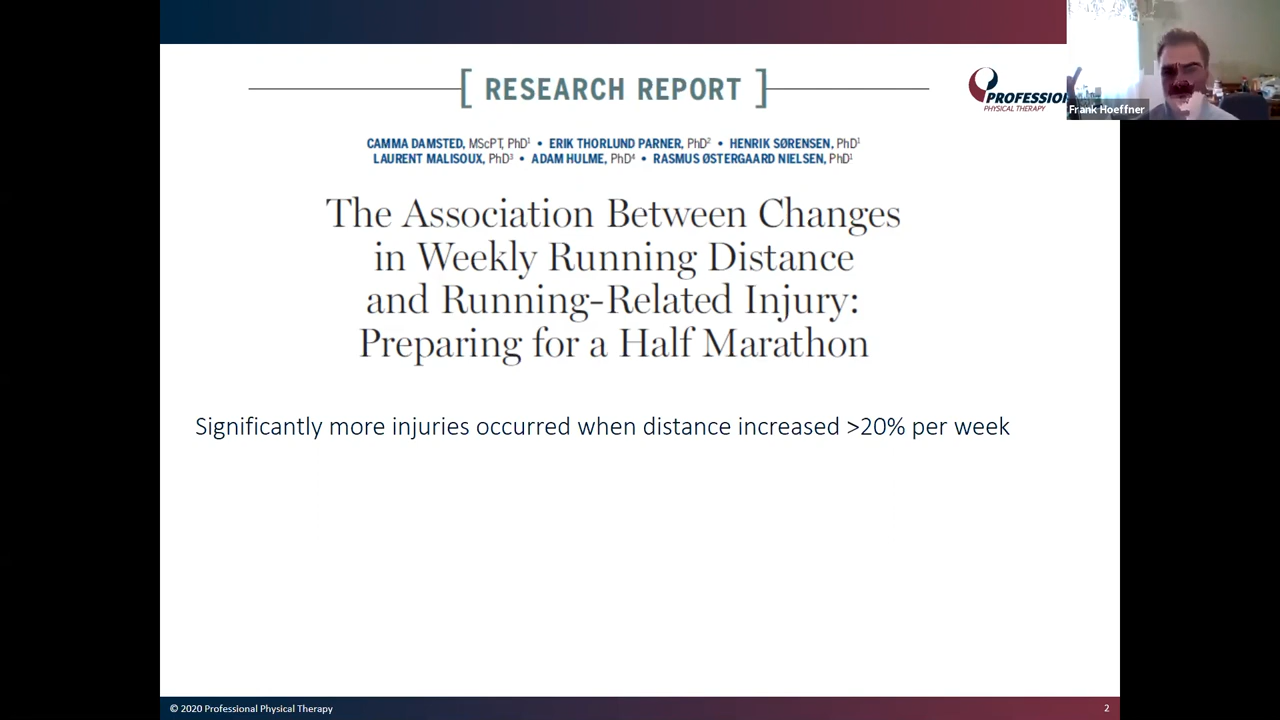 [ RESEARCH REPORT ]
PROFESSIO
PHYSICAL THERAPY
Frank Hoeffner
CAMMA DAMSTED, MScPT, PhD¹ • ERIK THORLUND PARNER, PhD² • HENRIK SØRENSEN, PhD¹
LAURENT MALISOUX, PhD³ • ADAM HULME, PhD⁴ • RASMUS ØSTERGAARD NIELSEN, PhD¹
The Association Between Changes
in Weekly Running Distance
and Running-Related Injury:
Preparing for a Half Marathon
Significantly more injuries occurred when distance increased >20% per week
© 2020 Professional Physical Therapy
2